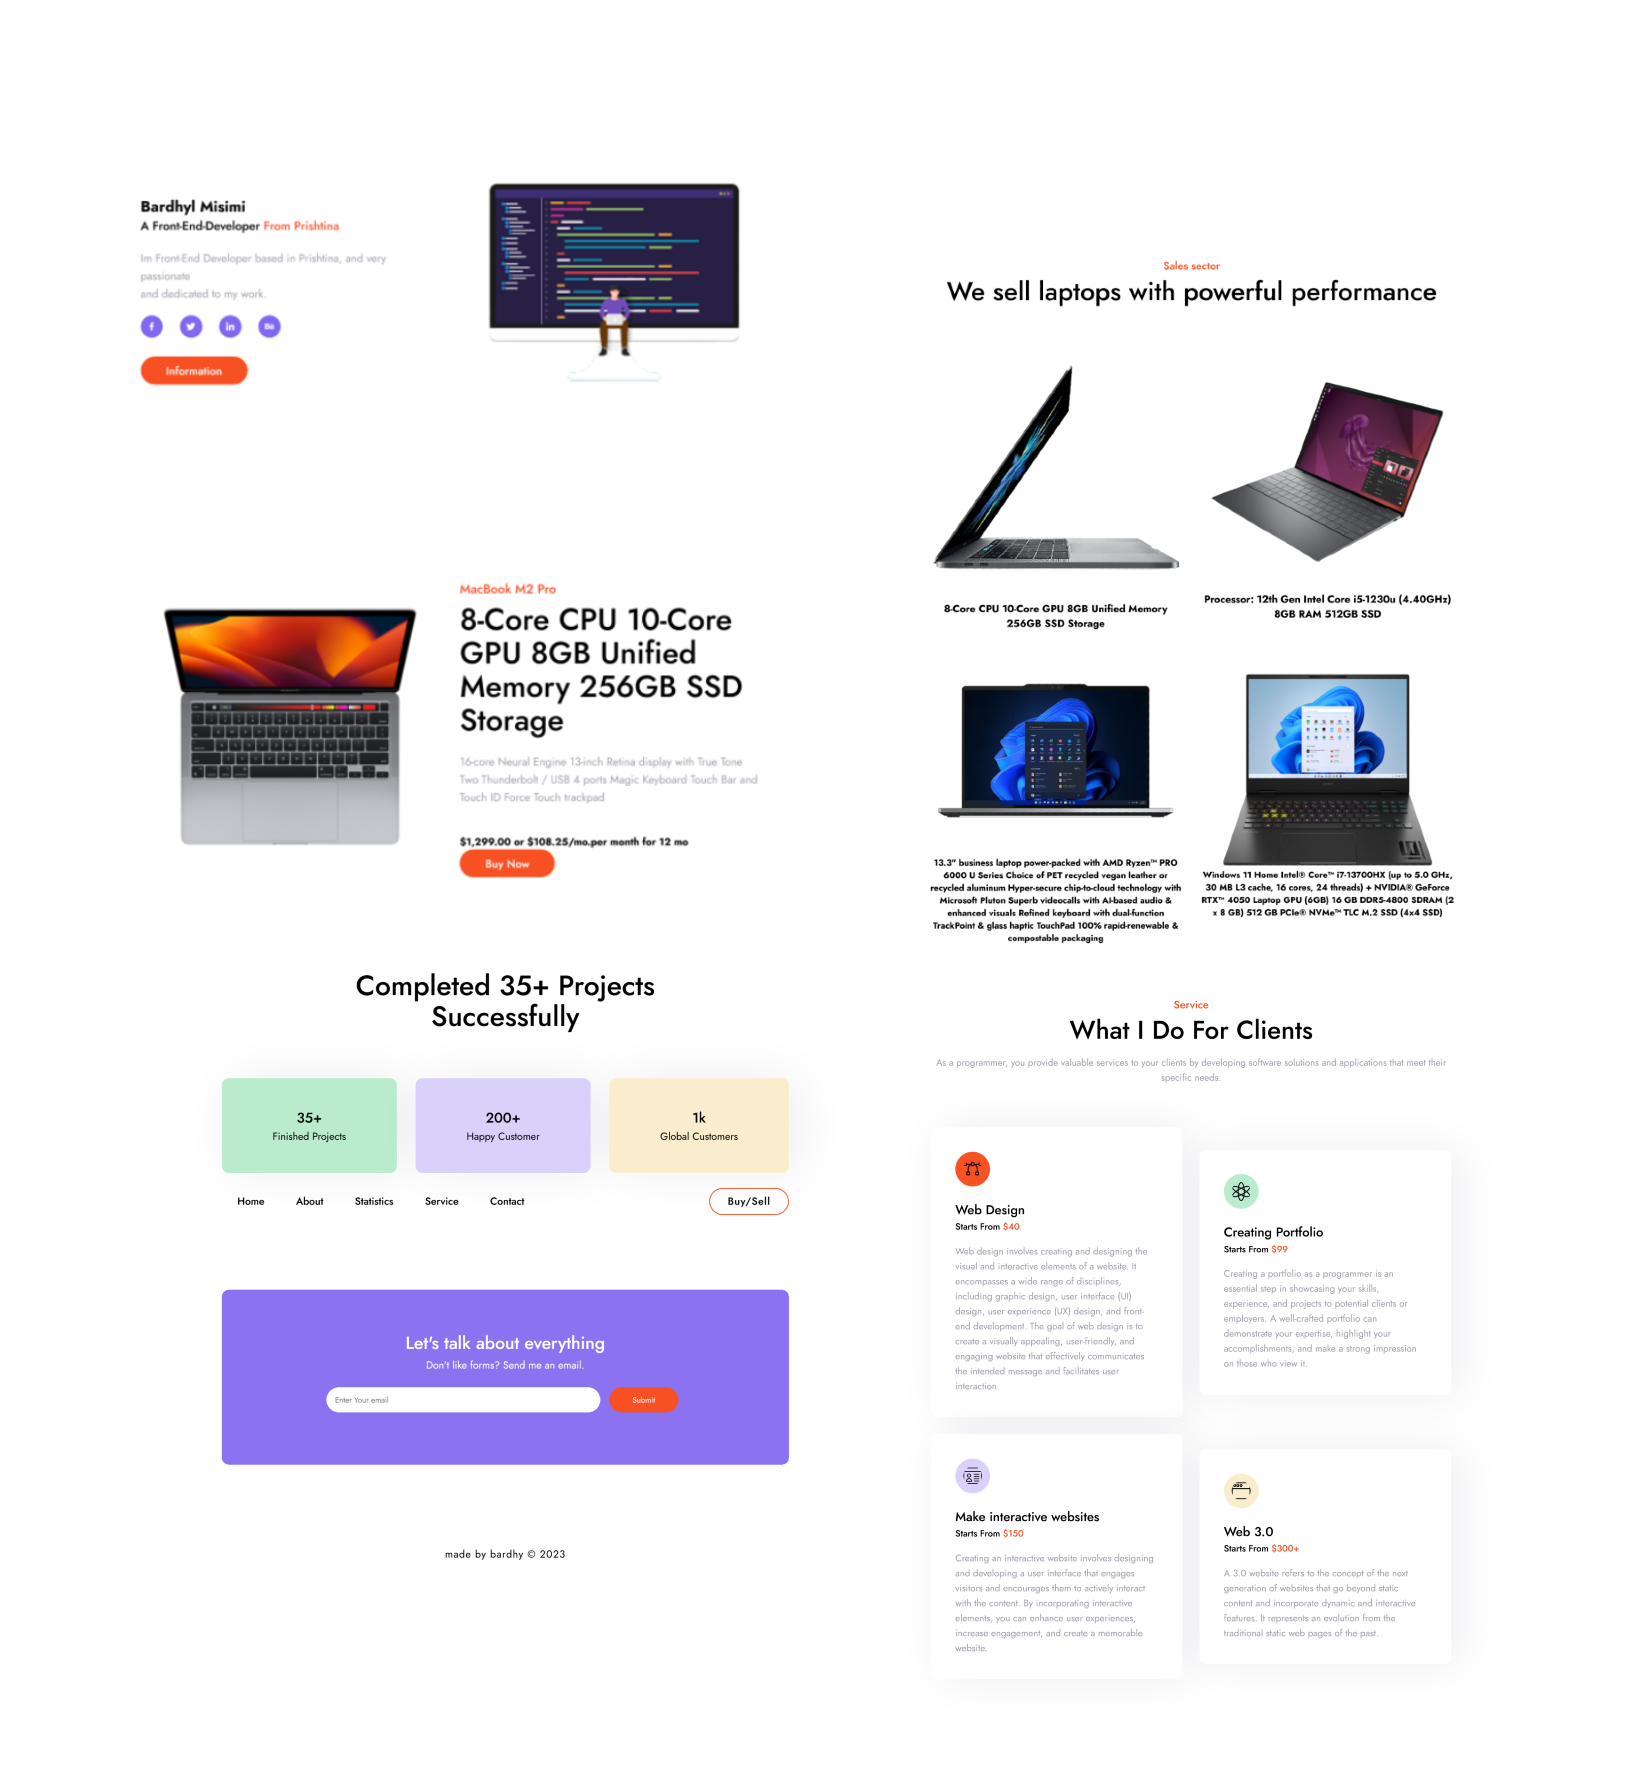 Bardhyl Misimi
A Front-End-Developer From Prishtina
Im Front-End Developer based in Prishtina, and very
passionate
and dedicated to my work.
f in Bē
Information
MacBook M2 Pro
8-Core CPU 10-Core
GPU 8GB Unified
Memory 256GB SSD
Storage
16-core Neural Engine 13-inch Retina display with True Tone
Two Thunderbolt / USB 4 ports Magic Keyboard Touch Bar and
Touch ID Force Touch trackpad
$1,299.00 or $108.25/mo.per month for 12 mo
Buy Now
Completed 35+ Projects
Successfully
35+
Finished Projects
200+
Happy Customer
1k
Global Customers
Home About Statistics Service Contact Buy/Sell
Let's talk about everything
Don't like forms? Send me an email.
Enter Your email Submit
made by bardhy © 2023
Sales sector
We sell laptops with powerful performance
8-Core CPU 10-Core GPU 8GB Unified Memory
256GB SSD Storage
Processor: 12th Gen Intel Core i5-1230u (4.40GHz)
8GB RAM 512GB SSD
13.3" business laptop power-packed with AMD Ryzen™ PRO
6000 U Series Choice of PET recycled vegan leather or
recycled aluminum Hyper-secure chip-to-cloud technology with
Microsoft Pluton Superb videocalls with AI-based audio &
enhanced visuals Refined keyboard with dual-function
TrackPoint & glass haptic TouchPad 100% rapid-renewable &
compostable packaging
Windows 11 Home Intel® Core™ i7-13700HX (up to 5.0 GHz,
30 MB L3 cache, 16 cores, 24 threads) + NVIDIA® GeForce
RTX™ 4050 Laptop GPU (6GB) 16 GB DDR5-4800 SDRAM (2
x 8 GB) 512 GB PCIe® NVMe™ TLC M.2 SSD (4x4 SSD)
Service
What I Do For Clients
As a programmer, you provide valuable services to your clients by developing software solutions and applications that meet their
specific needs.
Web Design
Starts From $40
Web design involves creating and designing the
visual and interactive elements of a website. It
encompasses a wide range of disciplines,
including graphic design, user interface (UI)
design, user experience (UX) design, and front-
end development. The goal of web design is to
create a visually appealing, user-friendly, and
engaging website that effectively communicates
the intended message and facilitates user
interaction
Creating Portfolio
Starts From $99
Creating a portfolio as a programmer is an
essential step in showcasing your skills,
experience, and projects to potential clients or
employers. A well-crafted portfolio can
demonstrate your expertise, highlight your
accomplishments, and make a strong impression
on those who view it.
Make interactive websites
Starts From $150
Creating an interactive website involves designing
and developing a user interface that engages
visitors and encourages them to actively interact
with the content. By incorporating interactive
elements, you can enhance user experiences,
increase engagement, and create a memorable
website.
Web 3.0
Starts From $300+
A 3.0 website refers to the concept of the next
generation of websites that go beyond static
content and incorporate dynamic and interactive
features. It represents an evolution from the
traditional static web pages of the past.